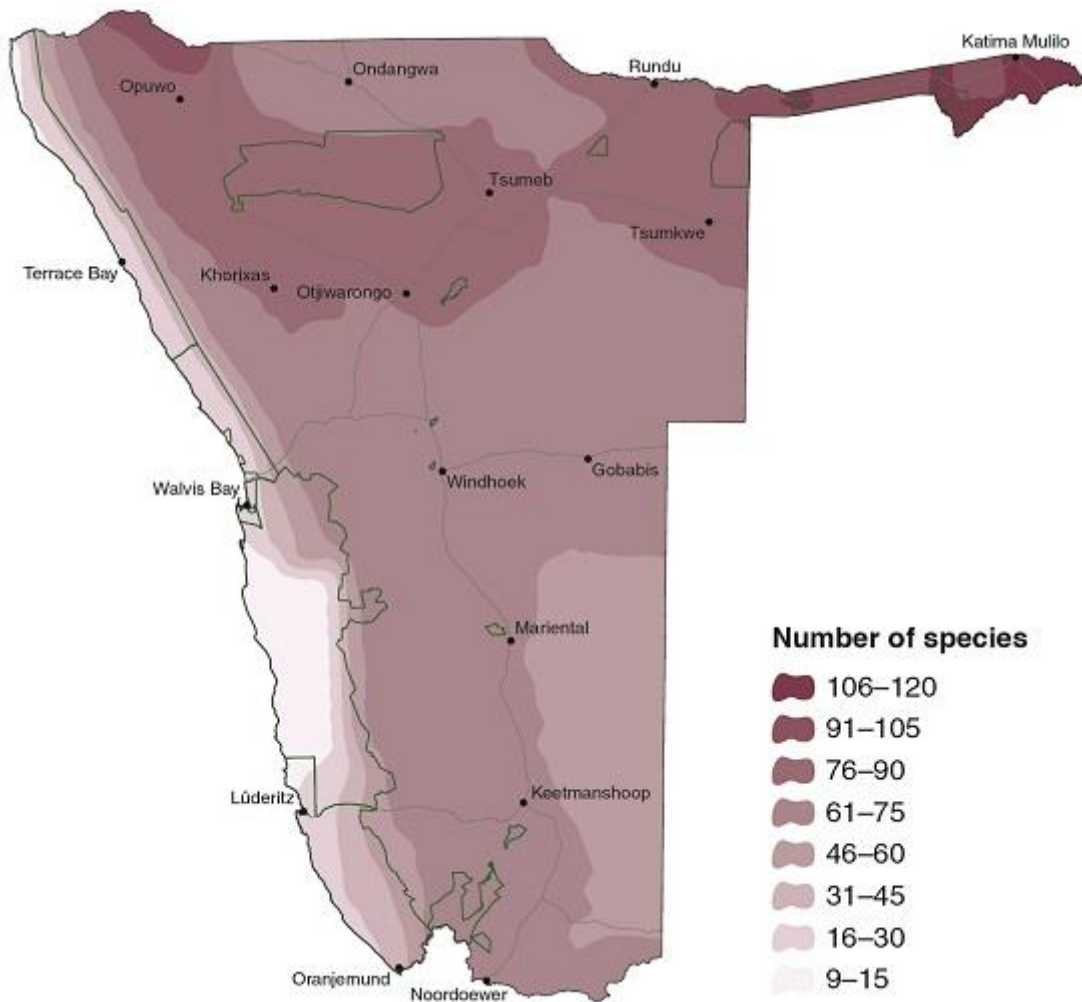 Katima Mulilo
Ondangwa
Rundu
Opuwo
Tsumeb
Tsumkwe
Terrace Bay
Khorixas
Otjiwarongo
Windhoek
Gobabis
Walvis Bay
Mariental
Number of species
106–120
91–105
76–90
61–75
46–60
31–45
16–30
9–15
Keetmanshoop
Lûderitz
Oranjemund
Noordoewer